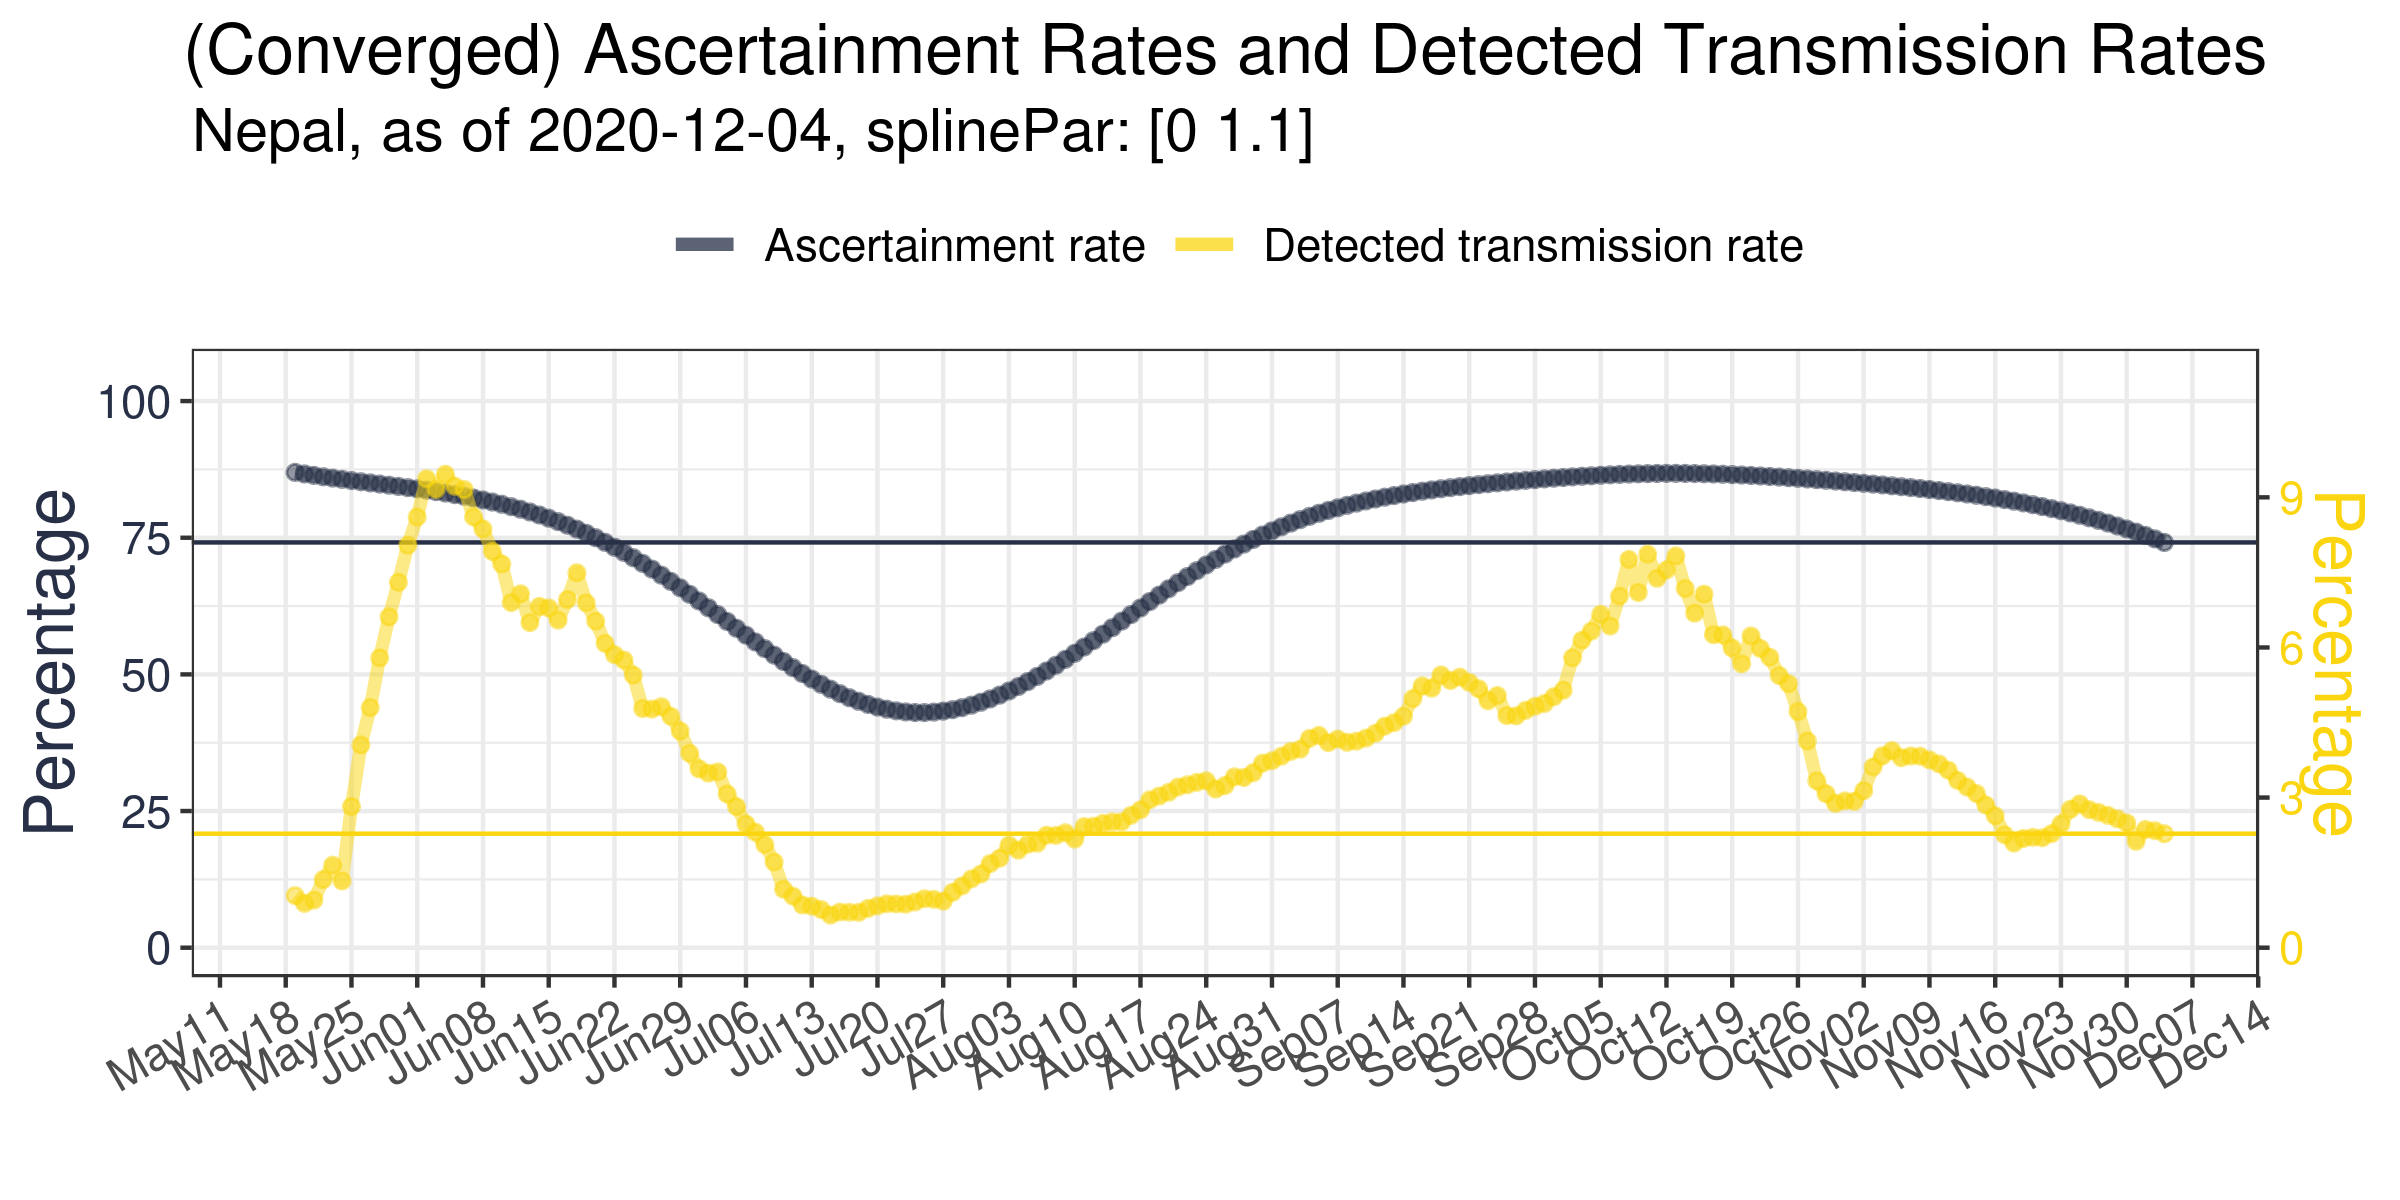 (Converged) Ascertainment Rates and Detected Transmission Rates
Nepal, as of 2020-12-04, splinePar: [0 1.1]
Ascertainment rate
Detected transmission rate
Percentage
100
75
50
25
0
9
6
3
0
Percentage
May11
May18
May25
Jun01
Jun08
Jun15
Jun22
Jun29
Jul06
Jul13
Jul20
Jul27
Aug03
Aug10
Aug17
Aug24
Aug31
Sep07
Sep14
Sep21
Sep28
Oct05
Oct12
Oct19
Oct26
Nov02
Nov09
Nov16
Nov23
Nov30
Dec07
Dec14